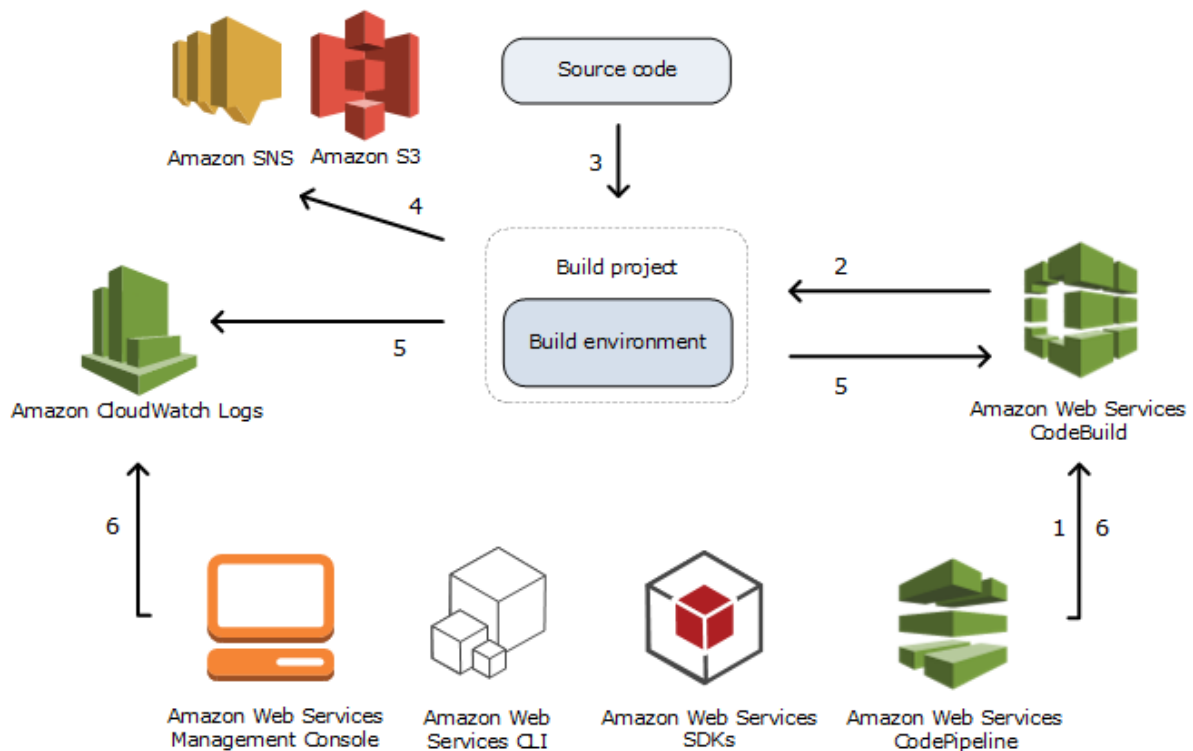 Source code
Amazon SNS
Amazon S3
3
4
Build project
2
Build environment
5
5
Amazon CloudWatch Logs
Amazon Web Services
CodeBuild
6
1
6
Amazon Web Services
Management Console
Amazon Web
Services CLI
Amazon Web Services
SDKs
Amazon Web Services
CodePipeline